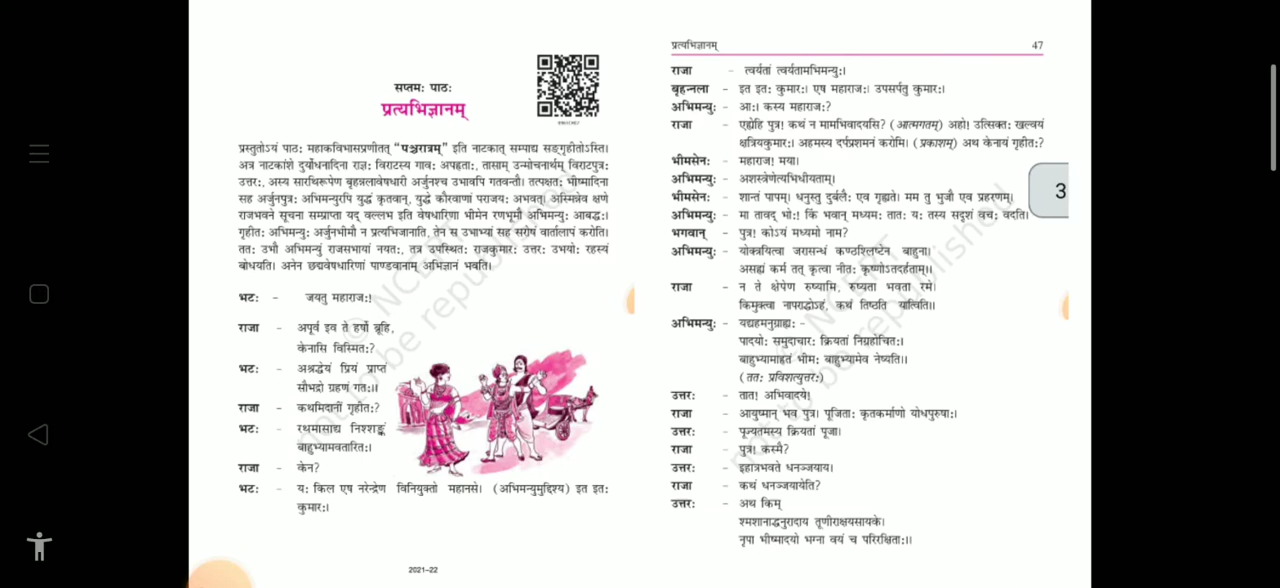 सप्तमः पाठः
प्रत्यभिज्ञानम्
प्रस्तुतोऽयं पाठः महाकविभासप्रणीतात् “पञ्चरात्रम्” इति नाटकात् सम्पाद्य सङ्गृहीतोऽस्ति।
अत्र नाटकांशे दुर्योधनादिना राज्ञः विराटस्य गावः अपहृताः, तासाम् उन्मोचनार्थम् विराटपुत्रः
उत्तरः, अस्य सारथिरूपेण बृहन्नलावेषधारी अर्जुनश्च उभावपि गतवन्तौ। तत्पक्षतः भीष्मादिना
सह अर्जुनपुत्रः अभिमन्युरपि युद्धं कृतवान्, युद्धे कौरवाणां पराजयः अभवत्। अस्मिन्नेव क्षणे
राजभवने सूचना सम्प्राप्ता यद् वल्लभ इति वेषधारिणा भीमेन रणभूमौ अभिमन्युः आबद्धः।
गृहीतः अभिमन्युः अर्जुनभीमौ न प्रत्यभिजानाति, तेन स उभाभ्यां सह सरोषं वार्तालापं करोति।
ततः उभौ अभिमन्युं राजसभायां नयतः, तत्र उपस्थितः राजकुमारः उत्तरः उभयोः रहस्यं
बोधयति। अनेन छद्मवेषधारिणां पाण्डवानाम् अभिज्ञानं भवति।
भटः - जयतु महाराजः!
राजा - अपूर्व इव ते हर्षो ब्रूहि,
केनासि विस्मितः?
भटः - अश्रद्धेयं प्रियं प्राप्तं
सौभद्रो ग्रहणं गतः॥
राजा - कथमिदानीं गृहीतः?
भटः - रथमासाद्य निश्शङ्कं
बाहुभ्यामवतारितः।
राजा - केन?
भटः - यः किल एष नरेन्द्रेण विनियुक्तो महानसे। (अभिमन्युमुद्दिश्य) इत इतः
कुमारः।
2021-22
© NCERT
not to be republished
प्रत्यभिज्ञानम् 47
राजा - त्वर्यतां त्वर्यतामभिमन्युः।
बृहन्नला - इत इतः कुमारः। एष महाराजः। उपसर्पतु कुमारः।
अभिमन्युः - आः। कस्य महाराजः?
राजा - एह्येहि पुत्र! कथं न मामभिवादयसि? (आत्मगतम्) अहो! उत्सिक्तः खल्वयं
क्षत्रियकुमारः। अहमस्य दर्पप्रशमनं करोमि। (प्रकाशम्) अथ केनायं गृहीतः?
भीमसेनः - महाराज! मया।
अभिमन्युः - अशस्त्रेणेत्यभिधीयताम्।
भीमसेनः - शान्तं पापम्। धनुस्तु दुर्बलैः एव गृह्यते। मम तु भुजौ एव प्रहरणम्।
अभिमन्युः - मा तावद् भोः! किं भवान् मध्यमः तातः यः तस्य सदृशं वचः वदति।
भगवान् - पुत्र! कोऽयं मध्यमो नाम?
अभिमन्युः - योक्त्रयित्वा जरासन्धं कण्ठश्लिष्टेन बाहुना।
असह्यं कर्म तत् कृत्वा नीतः कृष्णोऽतदर्हताम्॥
राजा - न ते क्षेपेण रुष्यामि, रुष्यता भवता रमे।
किमुक्त्वा नापराद्धोऽहं, कथं तिष्ठति यात्विति॥
अभिमन्युः - यद्यहमनुग्राह्यः -
पादयोः समुदाचारः क्रियतां निग्रहोचितः।
बाहुभ्यामाहृतं भीमः बाहुभ्यामेव नेष्यति॥
(ततः प्रविशत्युत्तरः)
उत्तरः - तात! अभिवादये!
राजा - आयुष्मान् भव पुत्र। पूजिताः कृतकर्माणो योधपुरुषाः।
उत्तरः - पूज्यतमस्य क्रियतां पूजा।
राजा - पुत्र! कस्मै?
उत्तरः - इहात्रभवते धनञ्जयाय।
राजा - कथं धनञ्जयायेति?
उत्तरः - अथ किम्
श्मशानाद्धनुरादाय तूणीराक्षयसायके।
नृपा भीष्मादयो भग्ना वयं च परिरक्षिताः॥
© NCERT
not to be republished
3